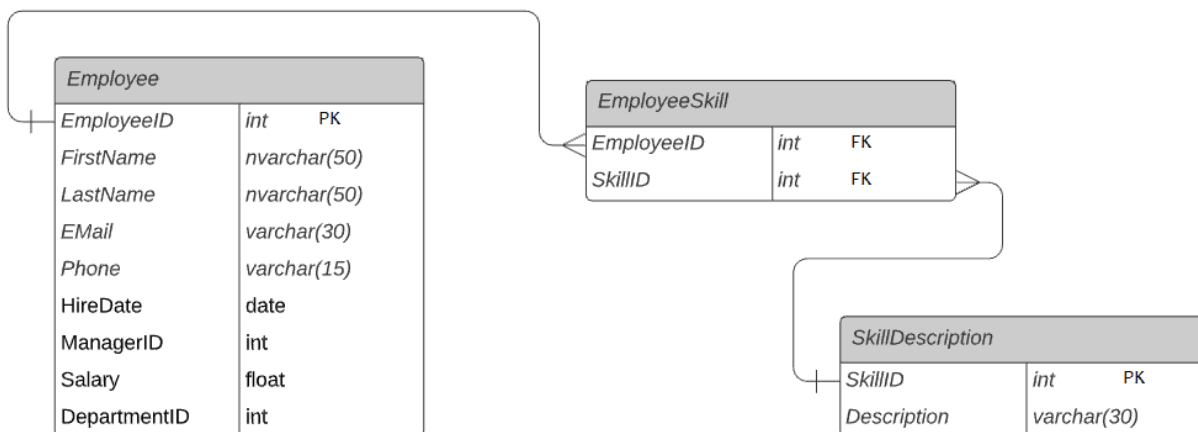 Employee
EmployeeID int PK
FirstName nvarchar(50)
LastName nvarchar(50)
EMail varchar(30)
Phone varchar(15)
HireDate date
ManagerID int
Salary float
DepartmentID int
EmployeeSkill
EmployeeID int FK
SkillID int FK
SkillDescription
SkillID int PK
Description varchar(30)